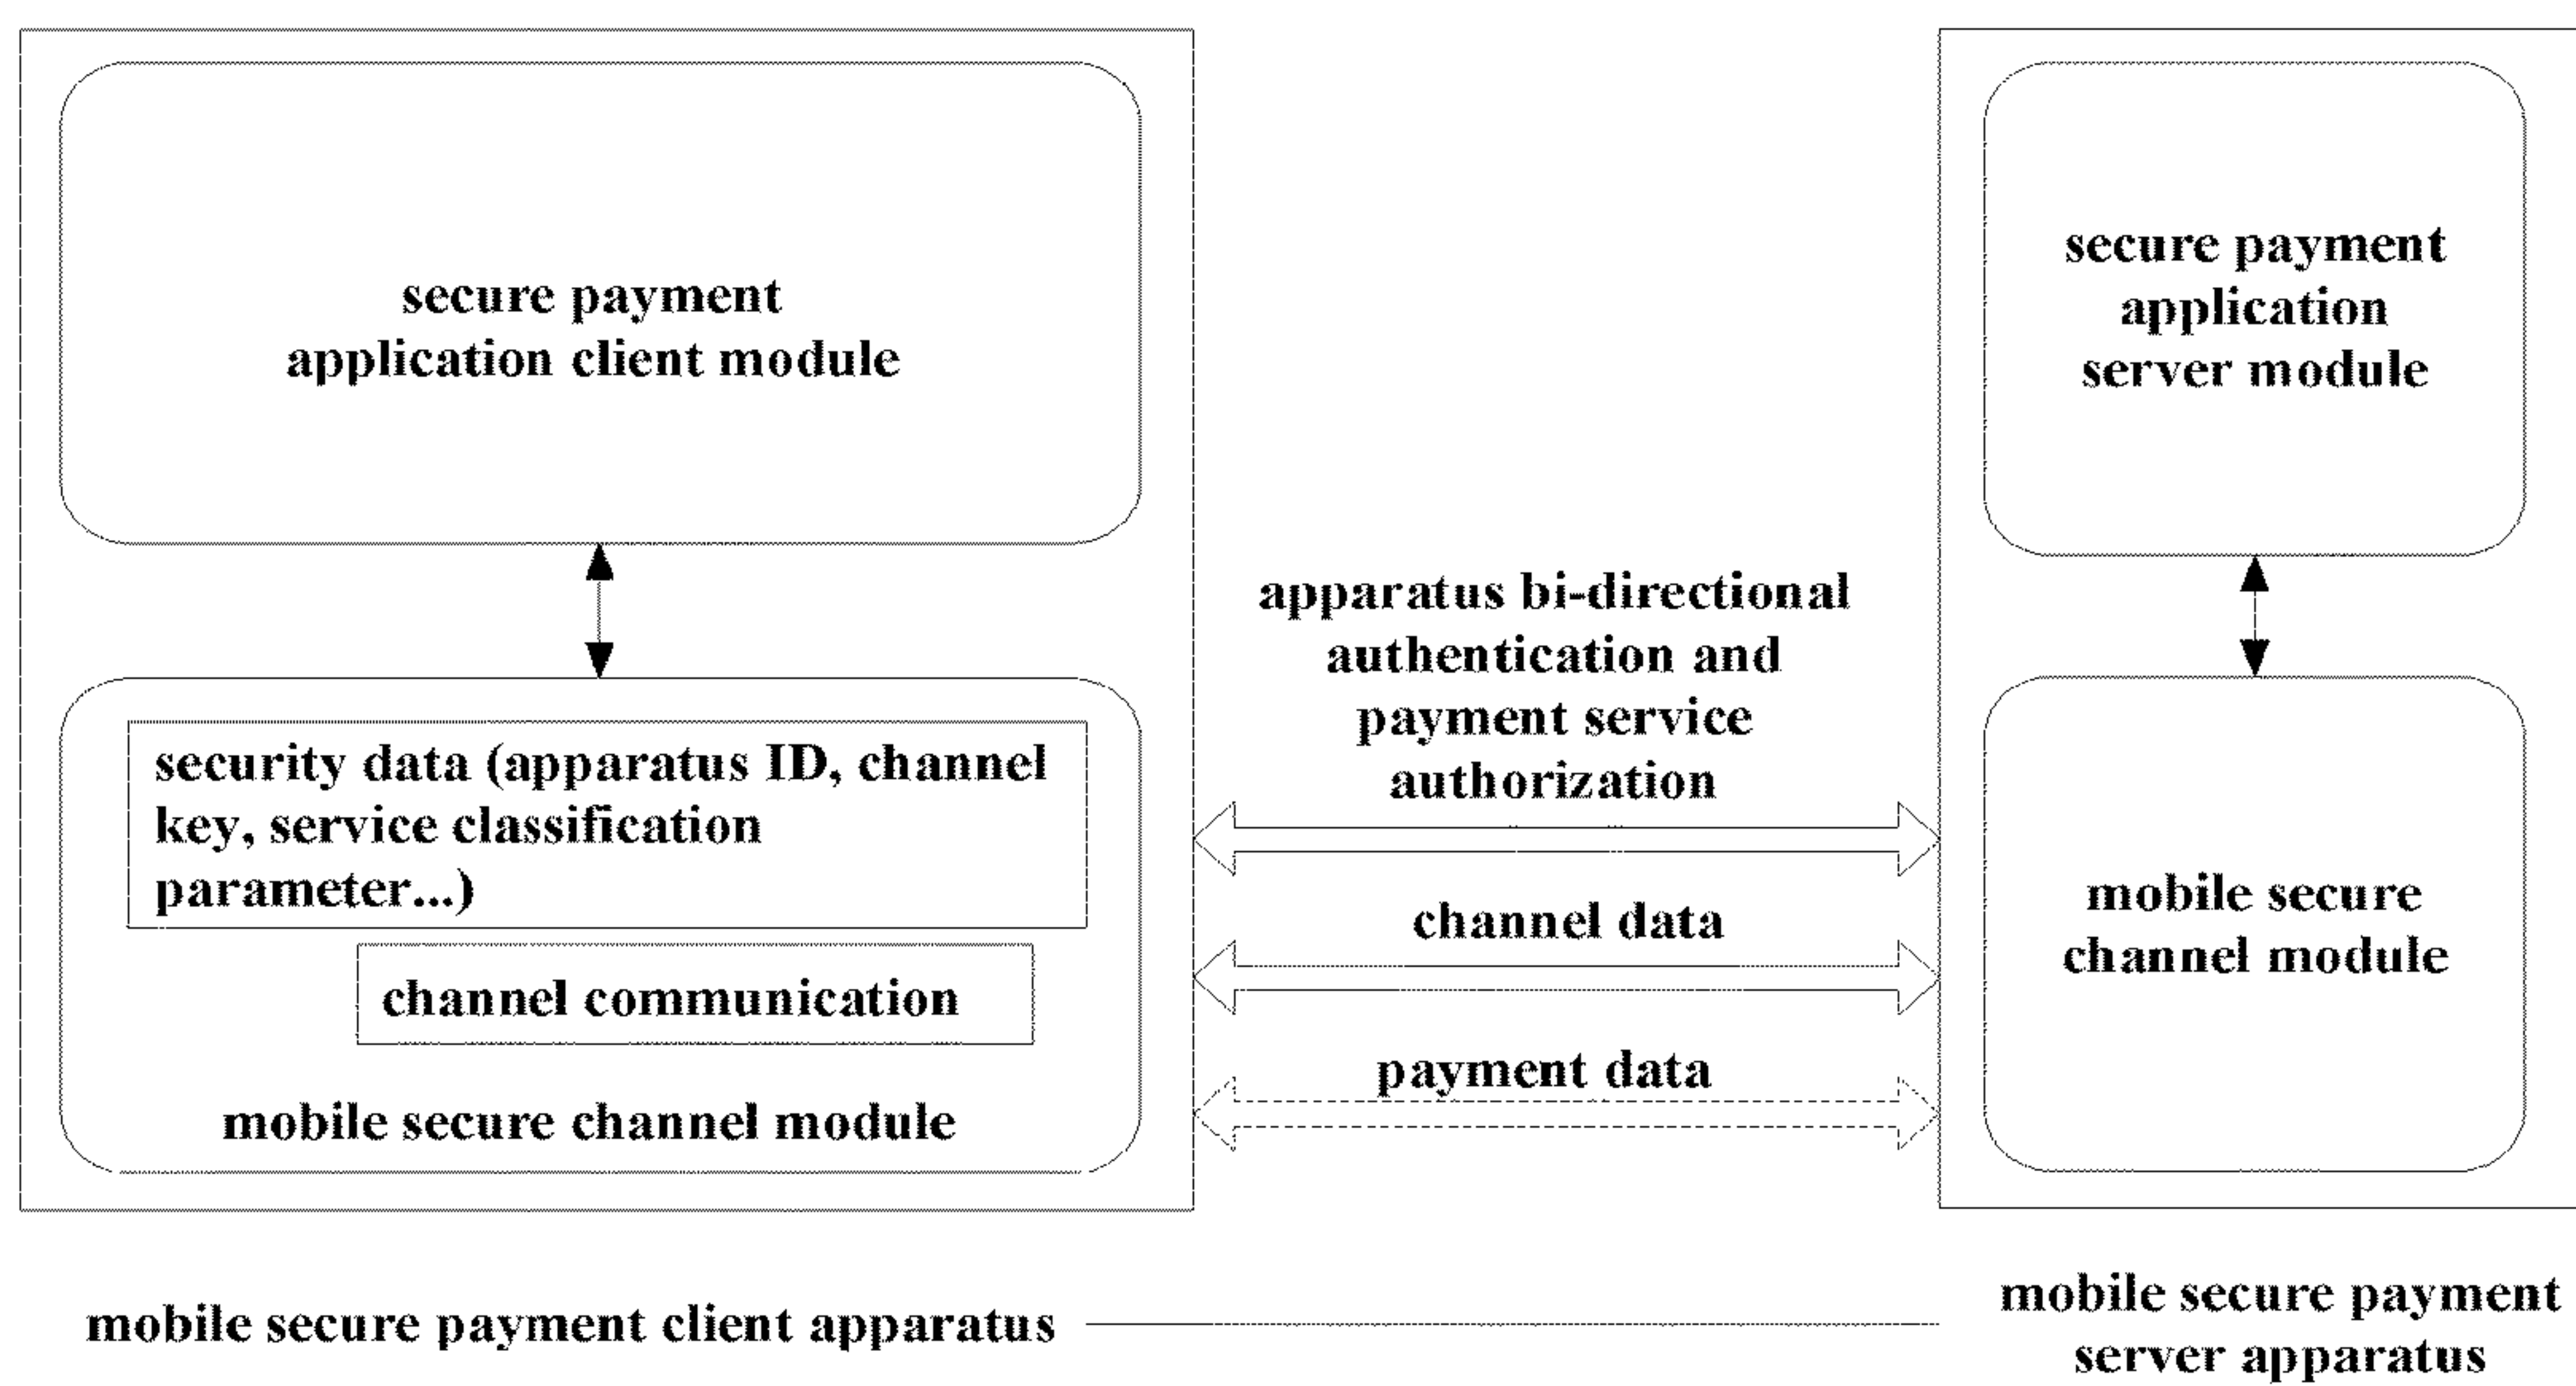 secure payment
application client module
security data (apparatus ID, channel
key, service classification
parameter...)
channel communication
mobile secure channel module
apparatus bi-directional
authentication and
payment service
authorization
channel data
payment data
secure payment
application
server module
mobile secure
channel module
mobile secure payment client apparatus
mobile secure payment
server apparatus